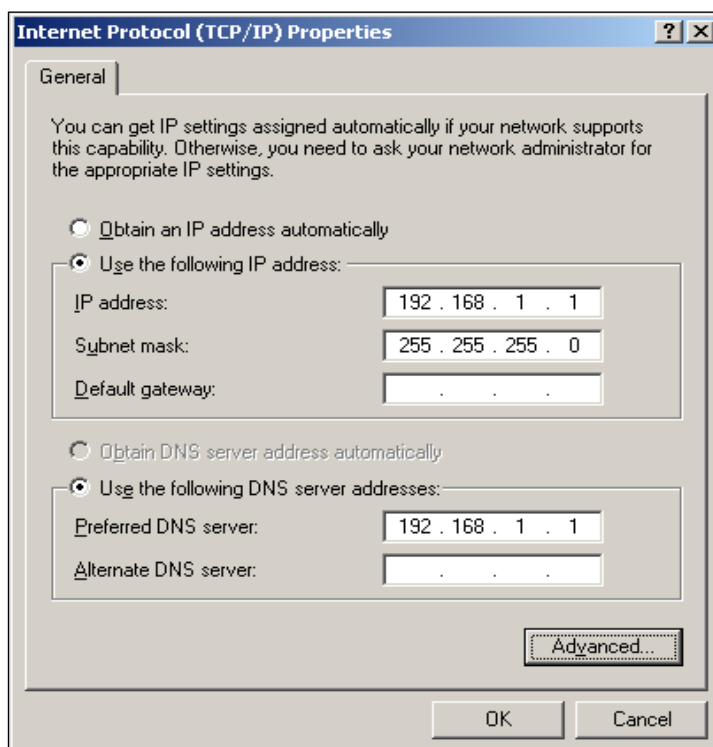 Internet Protocol (TCP/IP) Properties
General
You can get IP settings assigned automatically if your network supports
this capability. Otherwise, you need to ask your network administrator for
the appropriate IP settings.
Obtain an IP address automatically
Use the following IP address:
IP address: 192 . 168 . 1 . 1
Subnet mask: 255 . 255 . 255 . 0
Default gateway: . . .
Obtain DNS server address automatically
Use the following DNS server addresses:
Preferred DNS server: 192 . 168 . 1 . 1
Alternate DNS server: . . .
Advanced...
OK Cancel